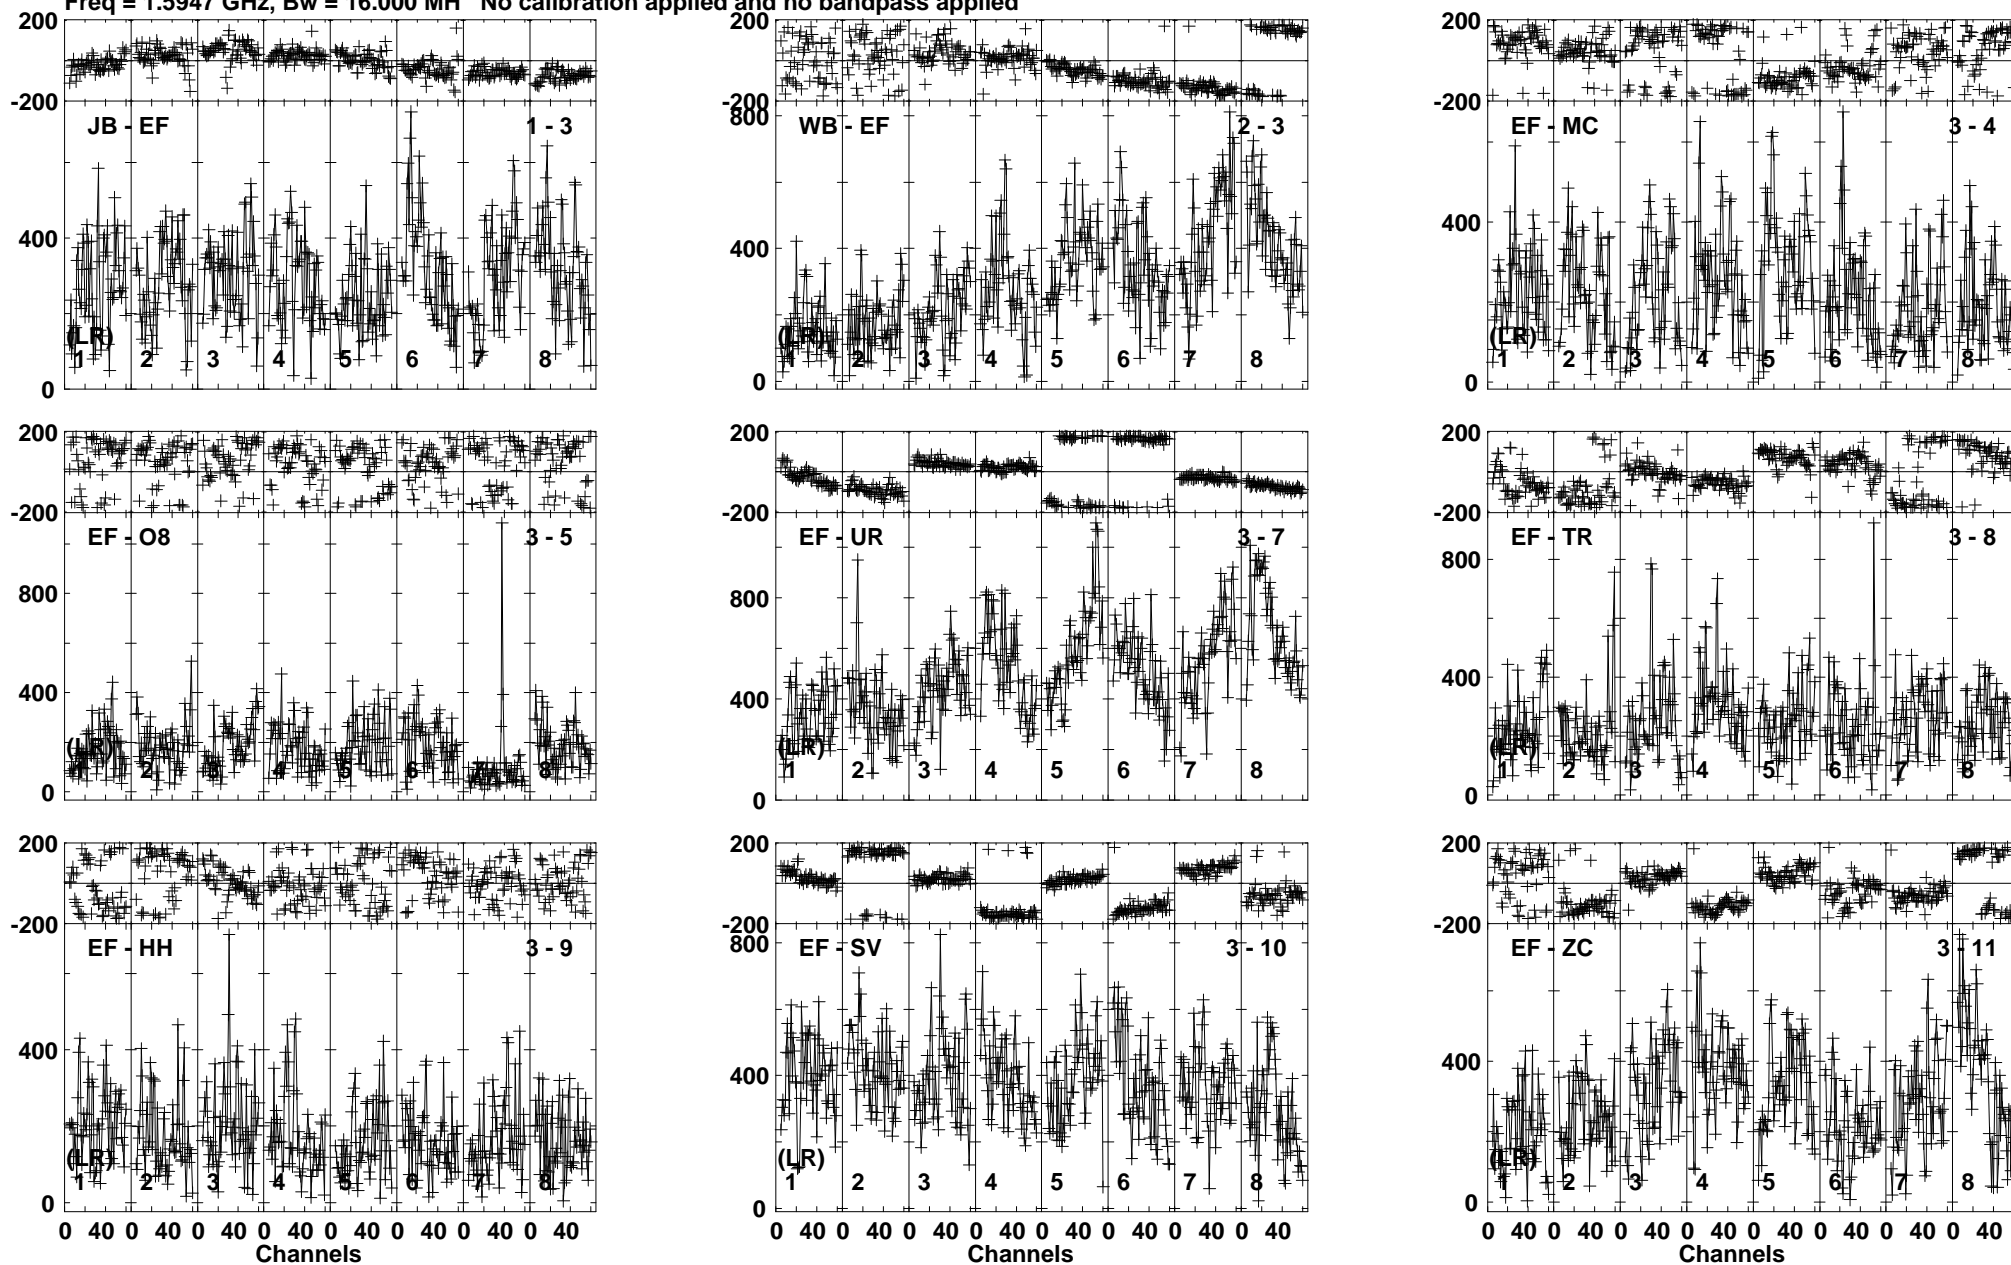 Freq = 1.5947 GHz, Bw = 16.000 MH   No calibration applied and no bandpass applied
200
-200
JB - EF 1 - 3
400
(LR)
1 2 3 4 5 6 7 8
0
200
-200
800
WB - EF 2 - 3
400
(LR)
1 2 3 4 5 6 7 8
0
200
-200
EF - MC 3 - 4
400
(LR)
1 2 3 4 5 6 7 8
0
200
-200
EF - O8 3 - 5
800
400
(LR)
1 2 3 4 5 6 7 8
0
200
-200
EF - UR 3 - 7
800
400
(LR)
1 2 3 4 5 6 7 8
0
200
-200
EF - TR 3 - 8
800
400
(LR)
1 2 3 4 5 6 7 8
0
200
-200
EF - HH 3 - 9
400
(LR)
1 2 3 4 5 6 7 8
0
0 40 0 40 0 40 0 40 0 40 0 40 0 40 0 40
Channels
200
-200
800
EF - SV 3 - 10
400
(LR)
1 2 3 4 5 6 7 8
0
0 40 0 40 0 40 0 40 0 40 0 40 0 40 0 40
Channels
200
-200
EF - ZC 3 - 11
400
(LR)
1 2 3 4 5 6 7 8
0
0 40 0 40 0 40 0 40 0 40 0 40 0 40 0 40
Channels